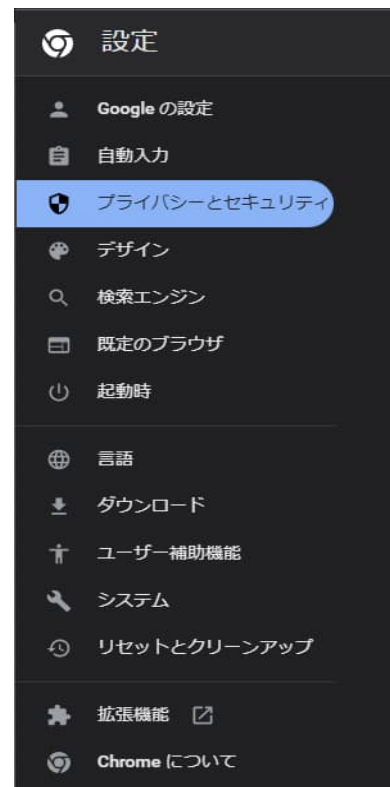 設定
Google の設定
自動入力
プライバシーとセキュリティ
デザイン
検索エンジン
既定のブラウザ
起動時
言語
ダウンロード
ユーザー補助機能
システム
リセットとクリーンアップ
拡張機能
Chrome について